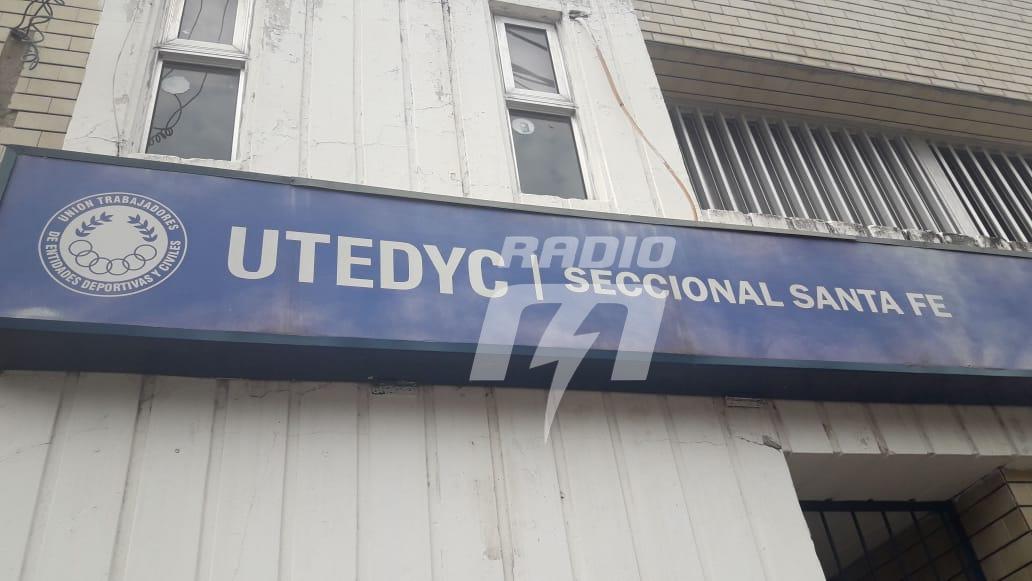 UNION TRABAJADORES
DE ENTIDADES DEPORTIVAS Y CIVILES
UTEDYC | SECCIONAL SANTA FE
RADIO